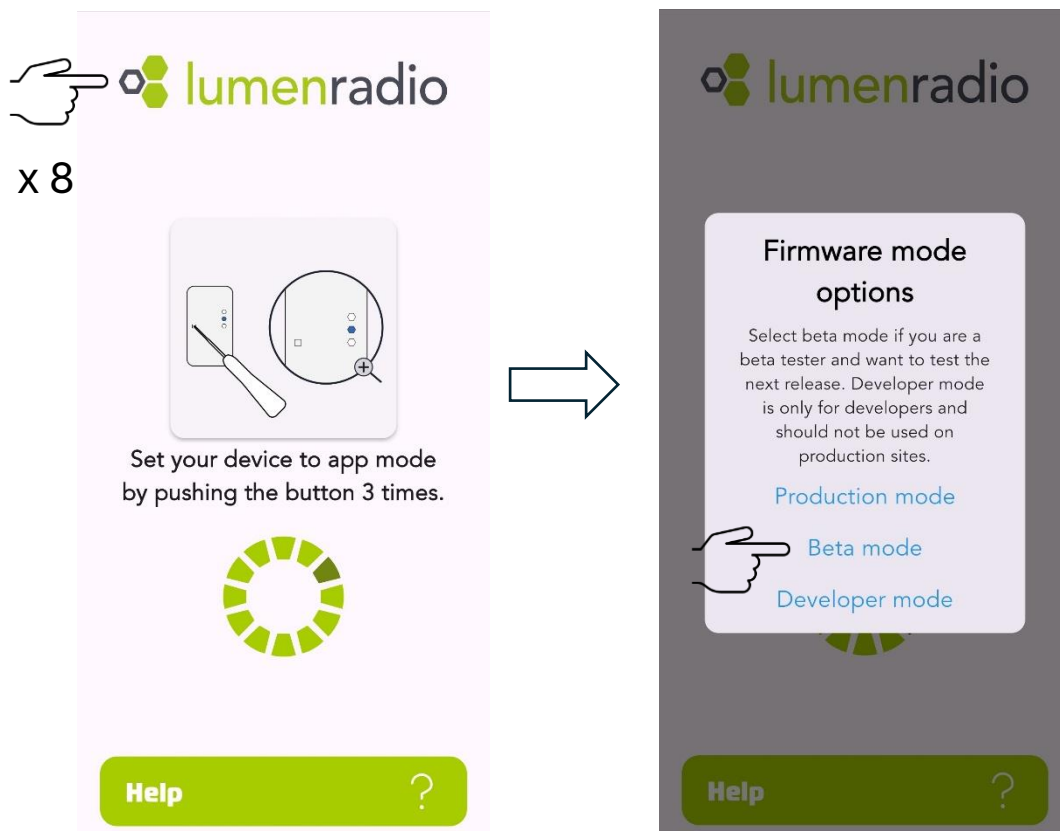 lumenradio
x 8
Set your device to app mode
by pushing the button 3 times.
Help ?
lumenradio
Firmware mode
options
Select beta mode if you are a
beta tester and want to test the
next release. Developer mode
is only for developers and
should not be used on
production sites.
Production mode
Beta mode
Developer mode
Help ?